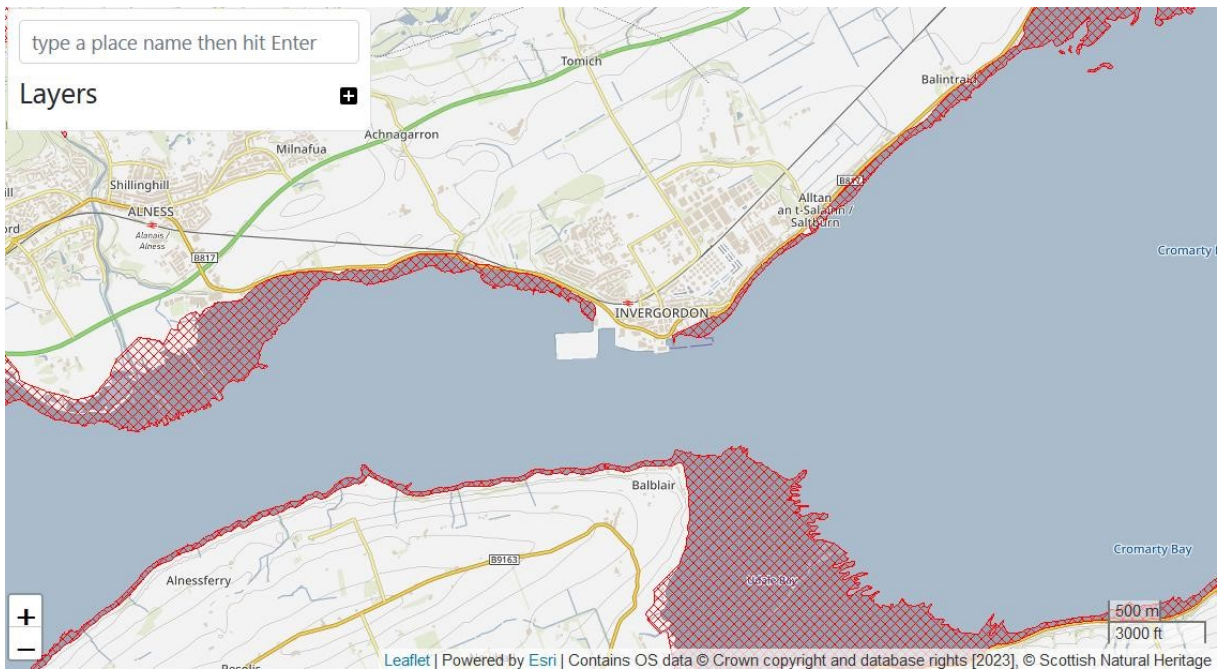 type a place name then hit Enter
Layers
Tomich
Balintraid
Achnagarron
Milnafua
Shillinghill
ill
B817
Alltan
an t-Salainn /
Saltburn
ALNESS
Alanais /
Alness
ord
B817
Cromarty
INVERGORDON
Balblair
Cromarty Bay
B9163
Alnessferry
Udale Bay
+
−
500 m
3000 ft
Leaflet | Powered by Esri | Contains OS data © Crown copyright and database rights [2023], © Scottish Natural Heritage